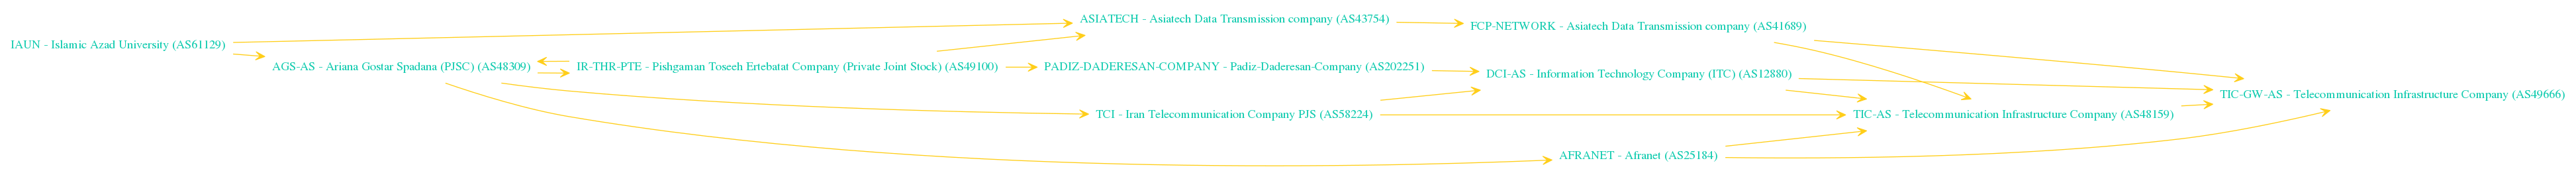 IAUN - Islamic Azad University (AS61129)
AGS-AS - Ariana Gostar Spadana (PJSC) (AS48309)
IR-THR-PTE - Pishgaman Toseeh Ertebatat Company (Private Joint Stock) (AS49100)
ASIATECH - Asiatech Data Transmission company (AS43754)
PADIZ-DADERESAN-COMPANY - Padiz-Daderesan-Company (AS202251)
TCI - Iran Telecommunication Company PJS (AS58224)
FCP-NETWORK - Asiatech Data Transmission company (AS41689)
DCI-AS - Information Technology Company (ITC) (AS12880)
AFRANET - Afranet (AS25184)
TIC-AS - Telecommunication Infrastructure Company (AS48159)
TIC-GW-AS - Telecommunication Infrastructure Company (AS49666)